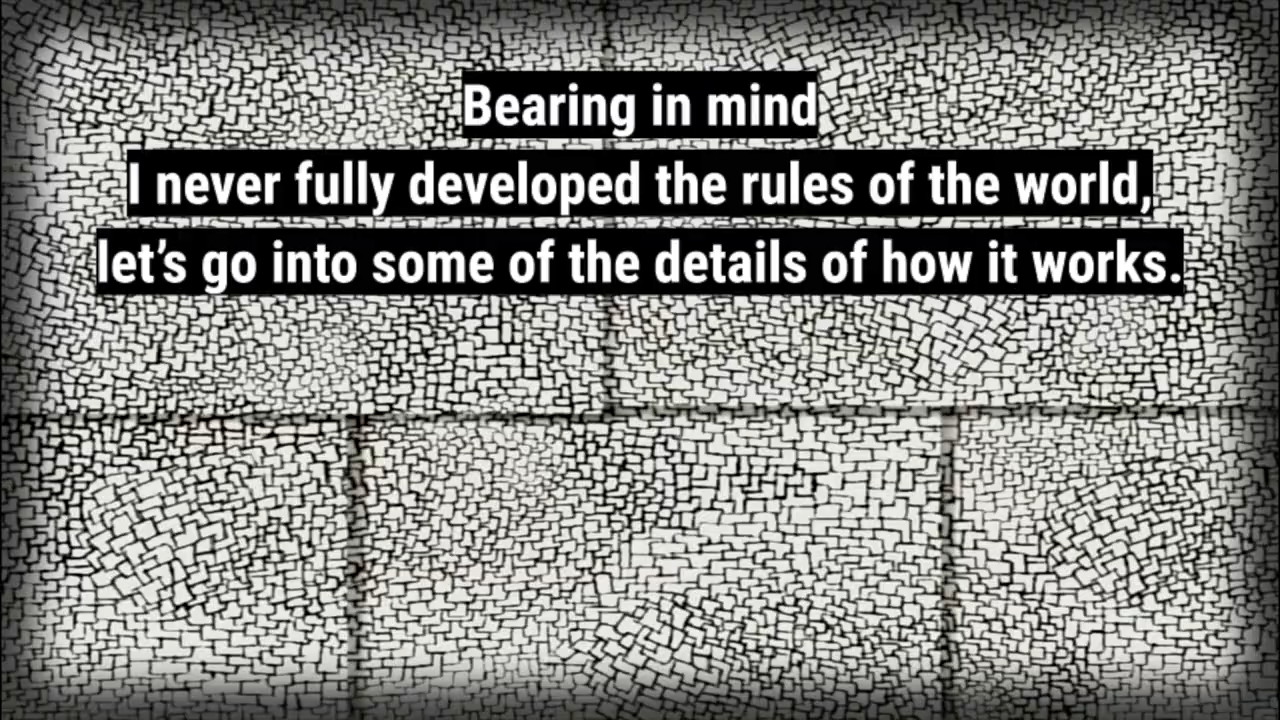 Bearing in mind
I never fully developed the rules of the world,
let’s go into some of the details of how it works.